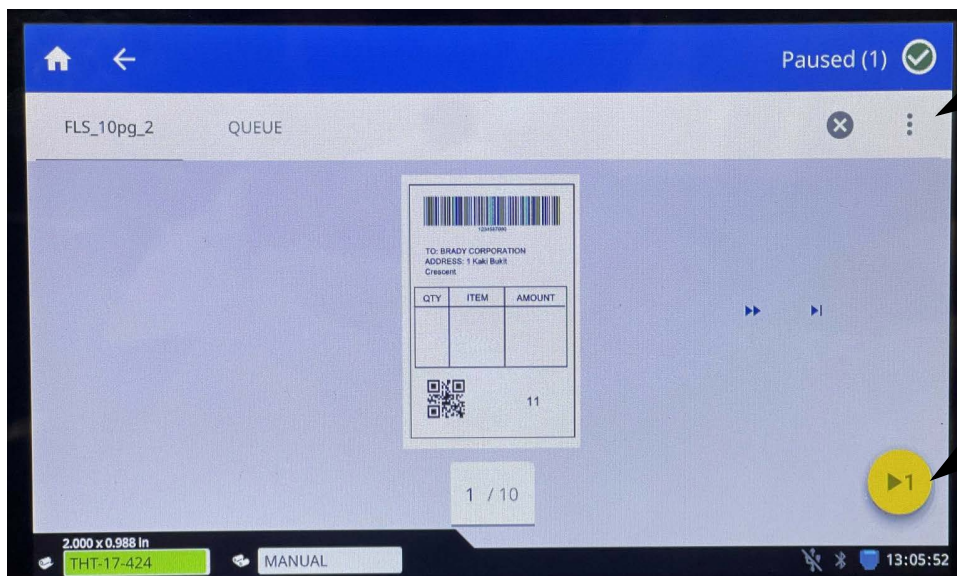 Paused (1)
FLS_10pg_2
QUEUE
1234567890
TO: BRADY CORPORATION
ADDRESS: 1 Kaki Bukit
Crescent
QTY ITEM AMOUNT
11
1 / 10
1
2.000 x 0.988 in
THT-17-424
MANUAL
13:05:52